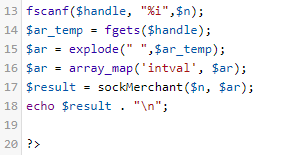 13 fscanf($handle, "%i",$n);
14 $ar_temp = fgets($handle);
15 $ar = explode(" ",$ar_temp);
16 $ar = array_map('intval', $ar);
17 $result = sockMerchant($n, $ar);
18 echo $result . "\n";
19
20 ?>